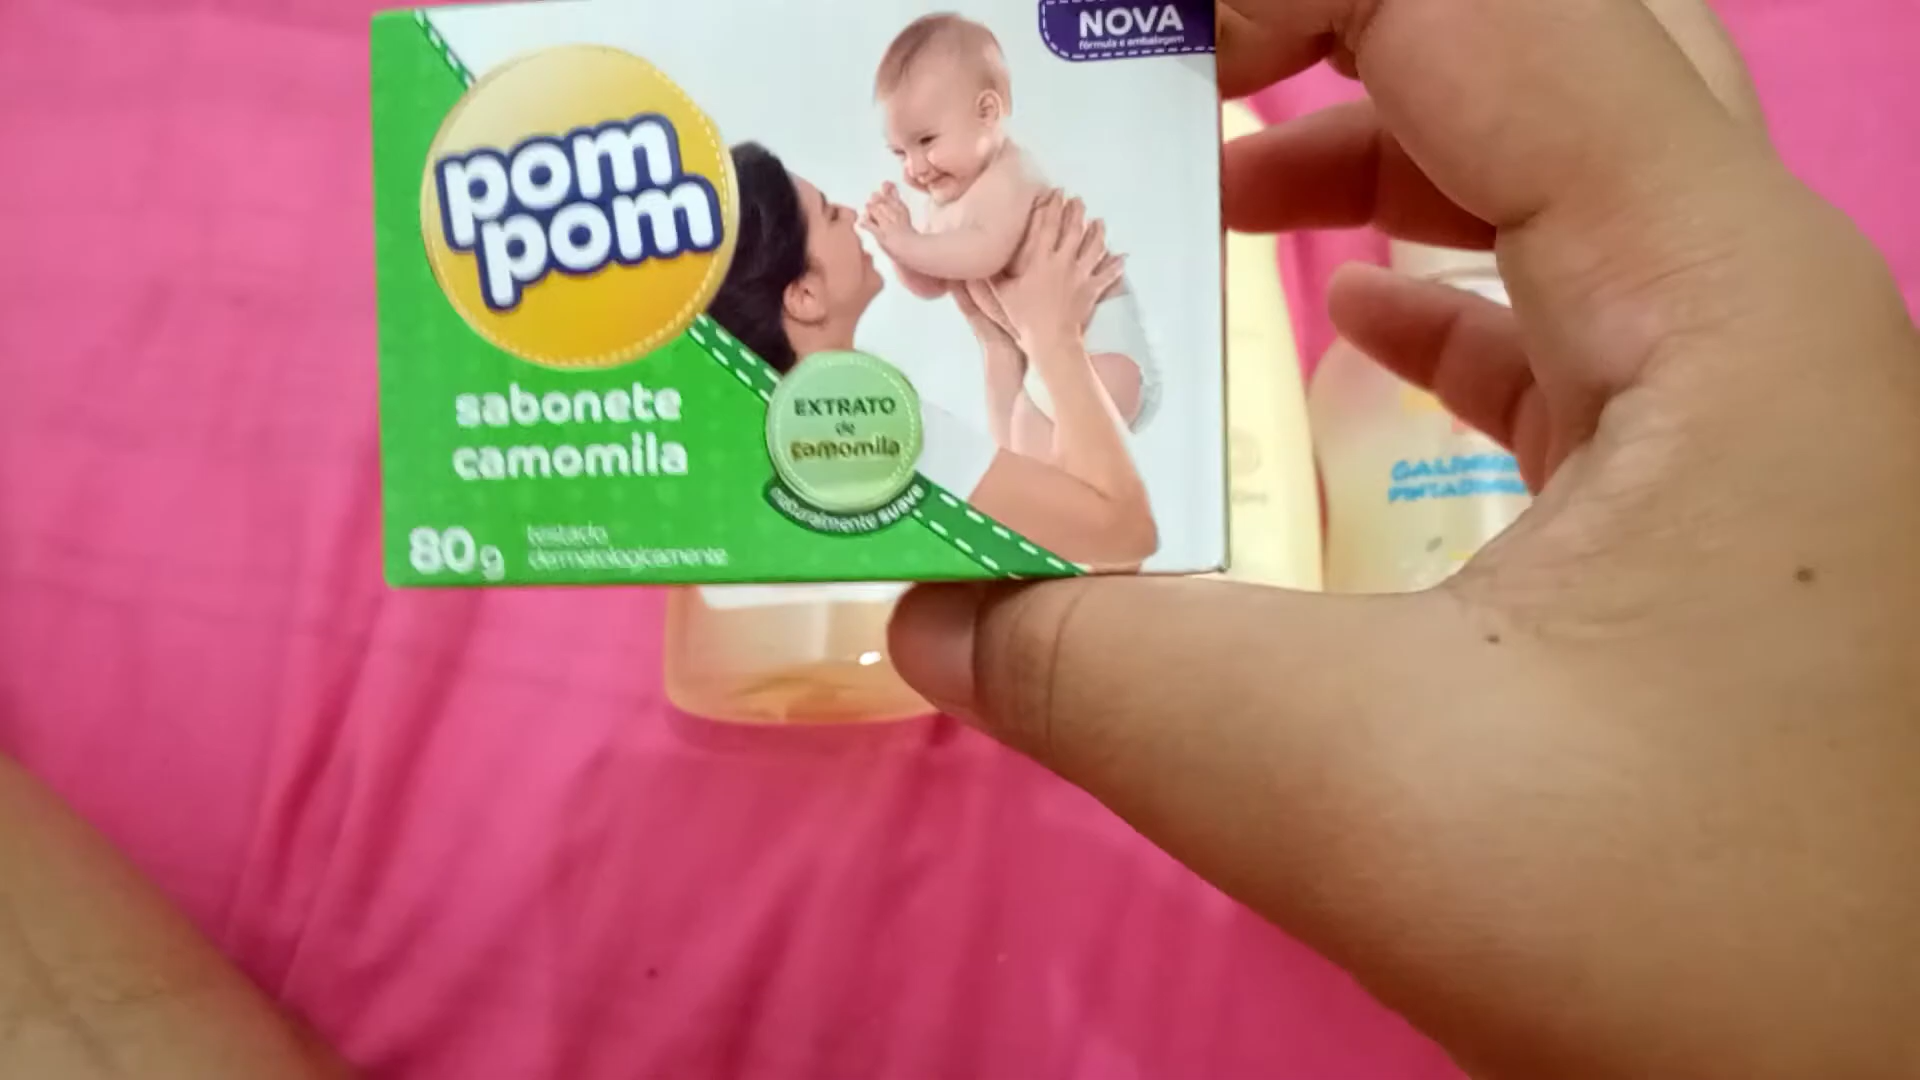 NOVA
fórmula e embalagem
pom
pom
sabonete
camomila
EXTRATO
de
camomila
naturalmente suave
80g
testado
dermatologicamente